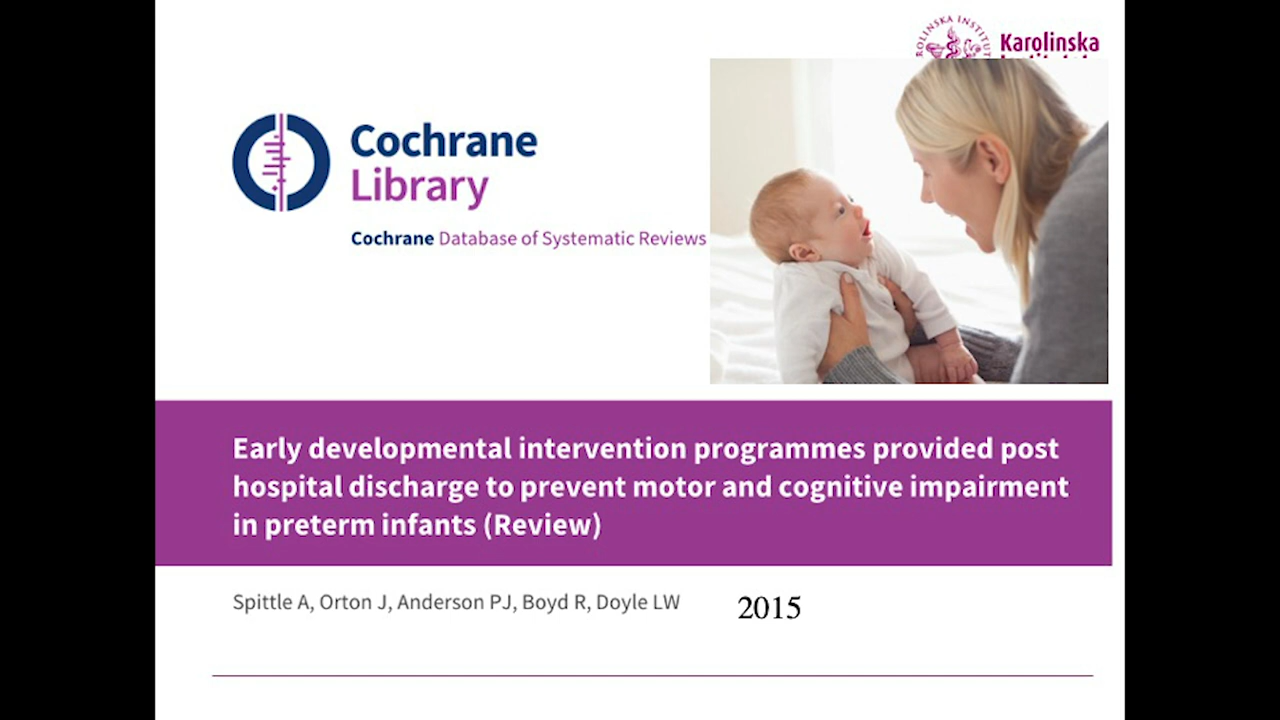 Karolinska
Cochrane
Library
Cochrane Database of Systematic Reviews
Early developmental intervention programmes provided post
hospital discharge to prevent motor and cognitive impairment
in preterm infants (Review)
Spittle A, Orton J, Anderson PJ, Boyd R, Doyle LW
2015